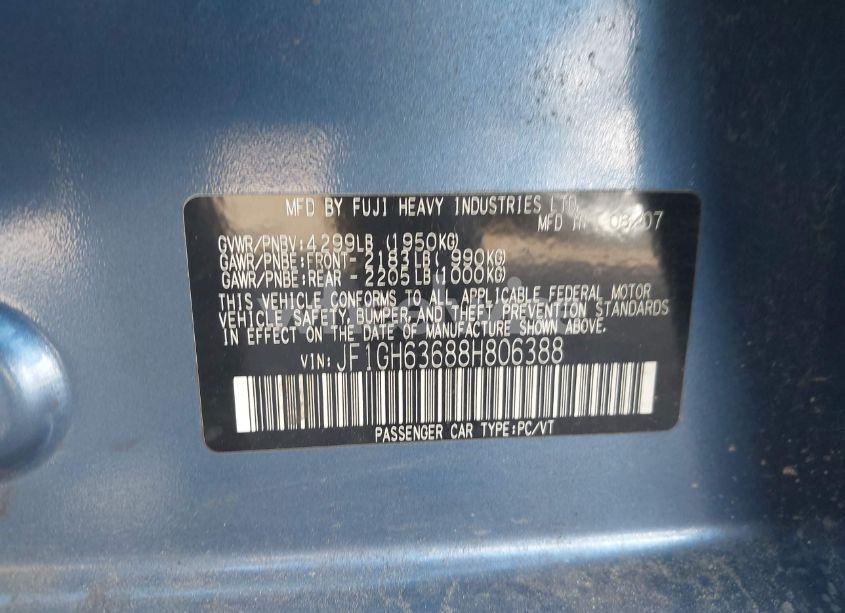 MFD BY FUJI HEAVY INDUSTRIES LTD.
MFD IN 08/07
GVWR/PNBV:4299LB (1950KG)
GAWR/PNBE:FRONT- 2183LB( 990KG)
GAWR/PNBE:REAR - 2205LB(1000KG)
THIS VEHICLE CONFORMS TO ALL APPLICABLE FEDERAL MOTOR
VEHICLE SAFETY, BUMPER, AND THEFT PREVENTION STANDARDS
IN EFFECT ON THE DATE OF MANUFACTURE SHOWN ABOVE.
VIN: JF1GH63688H806388
PASSENGER CAR TYPE:PC/VT